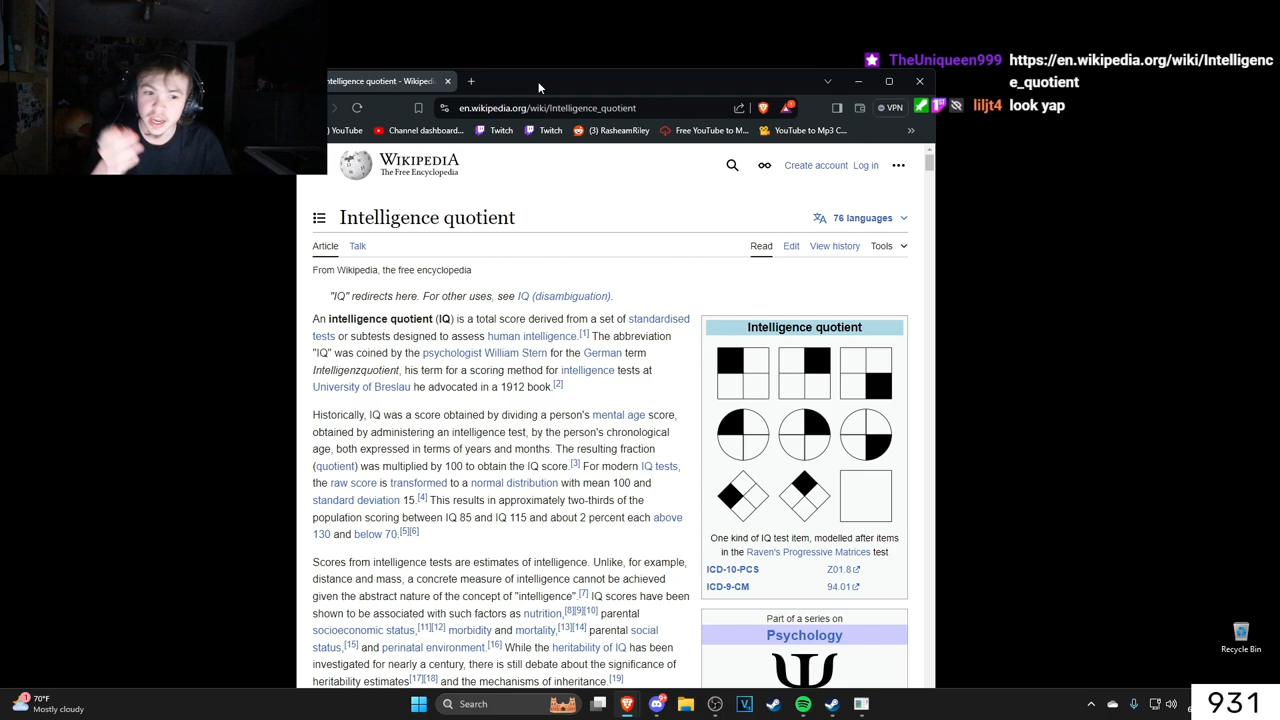 TheUniqueen999 https://en.wikipedia.org/wiki/Intelligenc
e_quotient
liljt4 look yap
ntelligence quotient - Wikipedi
en.wikipedia.org/wiki/Intelligence_quotient
VPN
YouTube
Channel dashboard...
Twitch
Twitch
(3) RasheamRiley
Free YouTube to M...
YouTube to Mp3 C...
WIKIPEDIA
The Free Encyclopedia
Create account Log in
Intelligence quotient
76 languages
Article Talk
Read Edit View history Tools
From Wikipedia, the free encyclopedia
"IQ" redirects here. For other uses, see IQ (disambiguation).
An intelligence quotient (IQ) is a total score derived from a set of standardised
tests or subtests designed to assess human intelligence.[1] The abbreviation
"IQ" was coined by the psychologist William Stern for the German term
Intelligenzquotient, his term for a scoring method for intelligence tests at
University of Breslau he advocated in a 1912 book.[2]
Historically, IQ was a score obtained by dividing a person's mental age score,
obtained by administering an intelligence test, by the person's chronological
age, both expressed in terms of years and months. The resulting fraction
(quotient) was multiplied by 100 to obtain the IQ score.[3] For modern IQ tests,
the raw score is transformed to a normal distribution with mean 100 and
standard deviation 15.[4] This results in approximately two-thirds of the
population scoring between IQ 85 and IQ 115 and about 2 percent each above
130 and below 70.[5][6]
Scores from intelligence tests are estimates of intelligence. Unlike, for example,
distance and mass, a concrete measure of intelligence cannot be achieved
given the abstract nature of the concept of "intelligence".[7] IQ scores have been
shown to be associated with such factors as nutrition,[8][9][10] parental
socioeconomic status,[11][12] morbidity and mortality,[13][14] parental social
status,[15] and perinatal environment.[16] While the heritability of IQ has been
investigated for nearly a century, there is still debate about the significance of
heritability estimates[17][18] and the mechanisms of inheritance.[19]
Intelligence quotient
One kind of IQ test item, modelled after items
in the Raven's Progressive Matrices test
ICD-10-PCS Z01.8
ICD-9-CM 94.01
Part of a series on
Psychology
Ψ
Recycle Bin
70°F
Mostly cloudy
Search
931